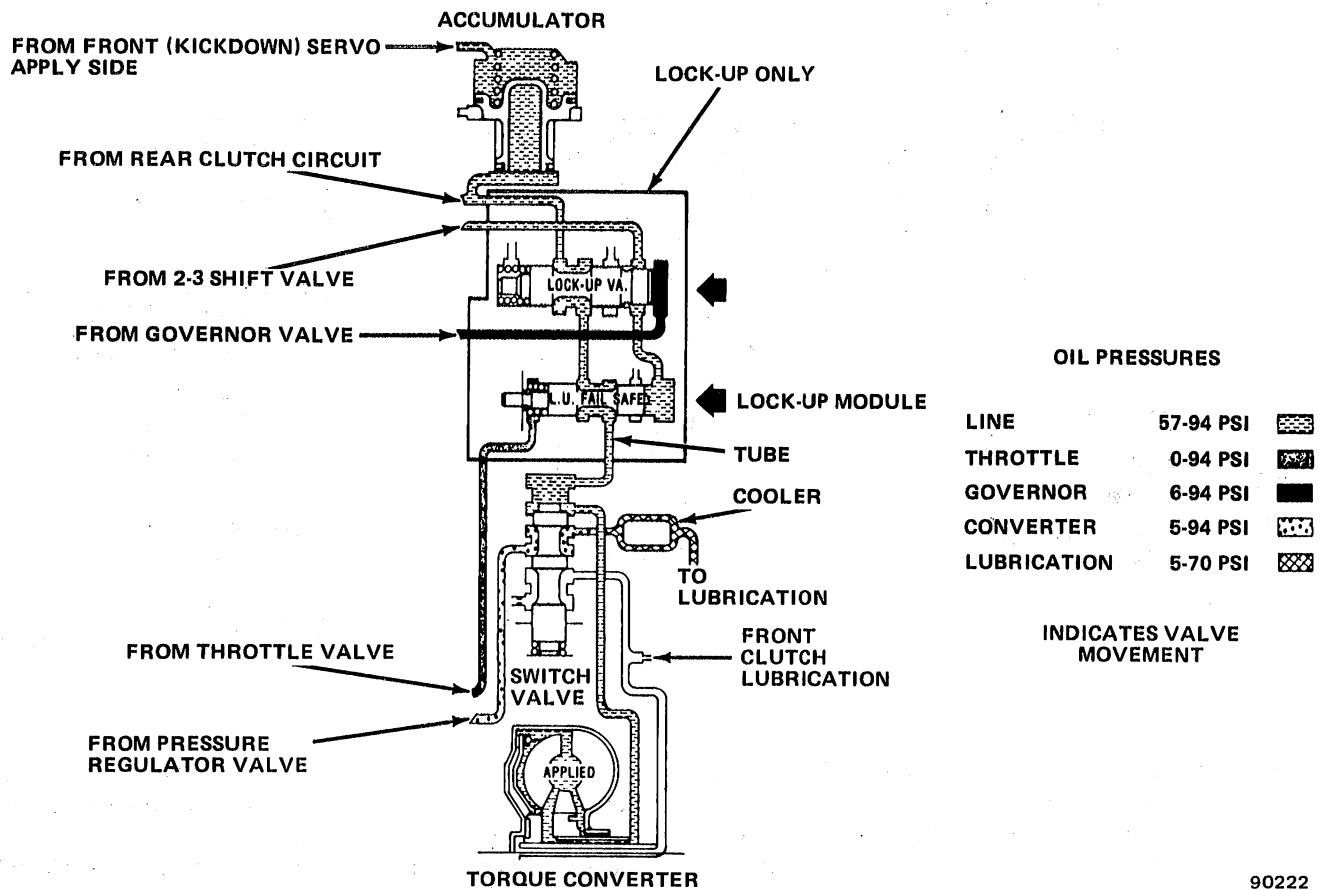 ACCUMULATOR
FROM FRONT (KICKDOWN) SERVO
APPLY SIDE
LOCK-UP ONLY
FROM REAR CLUTCH CIRCUIT
FROM 2-3 SHIFT VALVE
LOCK-UP VA.
FROM GOVERNOR VALVE
L.U. FAIL SAFE
LOCK-UP MODULE
TUBE
COOLER
TO
LUBRICATION
FROM THROTTLE VALVE
FRONT
CLUTCH
LUBRICATION
SWITCH
VALVE
FROM PRESSURE
REGULATOR VALVE
APPLIED
TORQUE CONVERTER
OIL PRESSURES
LINE 57-94 PSI
THROTTLE 0-94 PSI
GOVERNOR 6-94 PSI
CONVERTER 5-94 PSI
LUBRICATION 5-70 PSI
INDICATES VALVE
MOVEMENT
90222